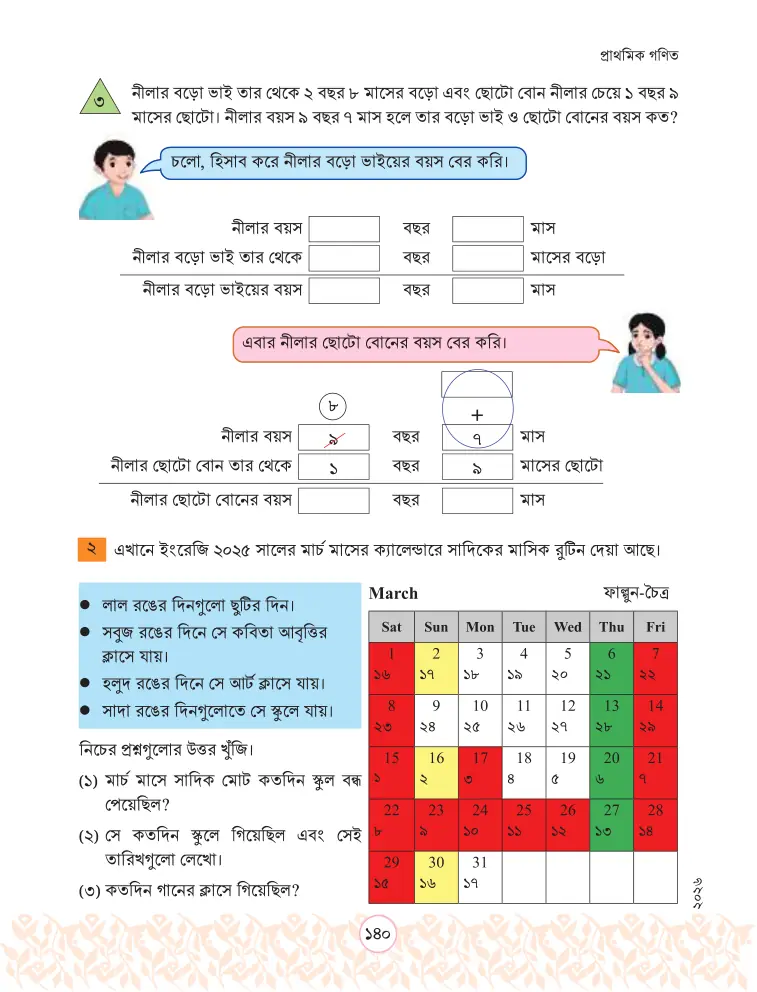 প্রাথমিক গণিত
৩
নীলার বড়ো ভাই তার থেকে ২ বছর ৮ মাসের বড়ো এবং ছোটো বোন নীলার চেয়ে ১ বছর ৯
মাসের ছোটো। নীলার বয়স ৯ বছর ৭ মাস হলে তার বড়ো ভাই ও ছোটো বোনের বয়স কত?
চলো, হিসাব করে নীলার বড়ো ভাইয়ের বয়স বের করি।
নীলার বয়স বছর মাস
নীলার বড়ো ভাই তার থেকে বছর মাসের বড়ো
নীলার বড়ো ভাইয়ের বয়স বছর মাস
এবার নীলার ছোটো বোনের বয়স বের করি।
৮ +
নীলার বয়স ৯ বছর ৭ মাস
নীলার ছোটো বোন তার থেকে ১ বছর ৯ মাসের ছোটো
নীলার ছোটো বোনের বয়স বছর মাস
২ এখানে ইংরেজি ২০২৫ সালের মার্চ মাসের ক্যালেন্ডারে সাদিকের মাসিক রুটিন দেয়া আছে।
● লাল রঙের দিনগুলো ছুটির দিন।
● সবুজ রঙের দিনে সে কবিতা আবৃত্তির
ক্লাসে যায়।
● হলুদ রঙের দিনে সে আর্ট ক্লাসে যায়।
● সাদা রঙের দিনগুলোতে সে স্কুলে যায়।
নিচের প্রশ্নগুলোর উত্তর খুঁজি।
(১) মার্চ মাসে সাদিক মোট কতদিন স্কুল বন্ধ
পেয়েছিল?
(২) সে কতদিন স্কুলে গিয়েছিল এবং সেই
তারিখগুলো লেখো।
(৩) কতদিন গানের ক্লাসে গিয়েছিল?
March ফাল্গুন-চৈত্র
Sat Sun Mon Tue Wed Thu Fri
1 2 3 4 5 6 7
১৬ ১৭ ১৮ ১৯ ২০ ২১ ২২
8 9 10 11 12 13 14
২৩ ২৪ ২৫ ২৬ ২৭ ২৮ ২৯
15 16 17 18 19 20 21
১ ২ ৩ ৪ ৫ ৬ ৭
22 23 24 25 26 27 28
৮ ৯ ১০ ১১ ১২ ১৩ ১৪
29 30 31
১৫ ১৬ ১৭
২০২৬
১৪০